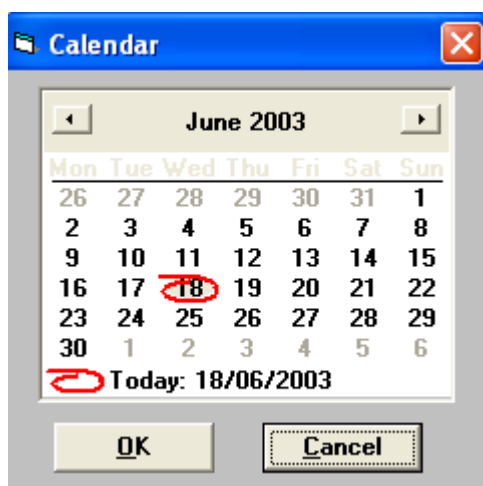 Calendar
June 2003
Mon Tue Wed Thu Fri Sat Sun
26 27 28 29 30 31 1
2 3 4 5 6 7 8
9 10 11 12 13 14 15
16 17 18 19 20 21 22
23 24 25 26 27 28 29
30 1 2 3 4 5 6
Today: 18/06/2003
OK Cancel